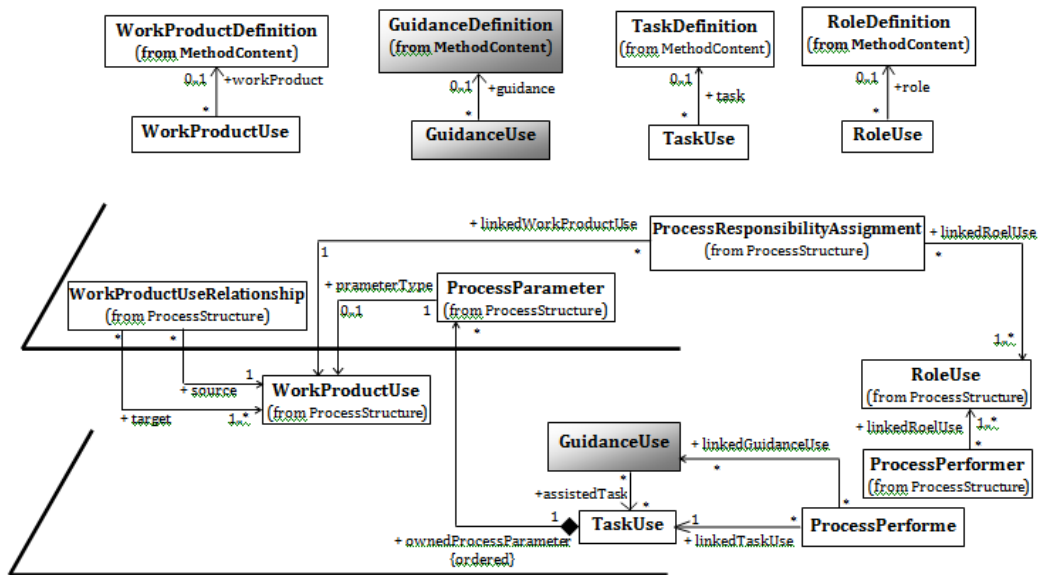 WorkProductDefinition
(from MethodContent)
0..1
+workProduct
*
WorkProductUse
GuidanceDefinition
(from MethodContent)
0..1
+guidance
*
GuidanceUse
TaskDefinition
(from MethodContent)
0..1
+ task
*
TaskUse
RoleDefinition
(from MethodContent)
0..1
+role
*
RoleUse
+ linkedWorkProductUse
1
*
ProcessResponsibilityAssignment
(from ProcessStructure)
+ linkedRoelUse
*
1..*
WorkProductUseRelationship
(from ProcessStructure)
*
*
+ prameterType
0..1
1
ProcessParameter
(from ProcessStructure)
*
+ source
1
+ target
1..*
WorkProductUse
(from ProcessStructure)
RoleUse
(from ProcessStructure)
+ linkedRoelUse
1..*
*
ProcessPerformer
(from ProcessStructure)
GuidanceUse
+ linkedGuidanceUse
*
*
*
+assistedTask
*
1
TaskUse
1
*
+ linkedTaskUse
ProcessPerforme
+ ownedProcessParameter
{ordered}